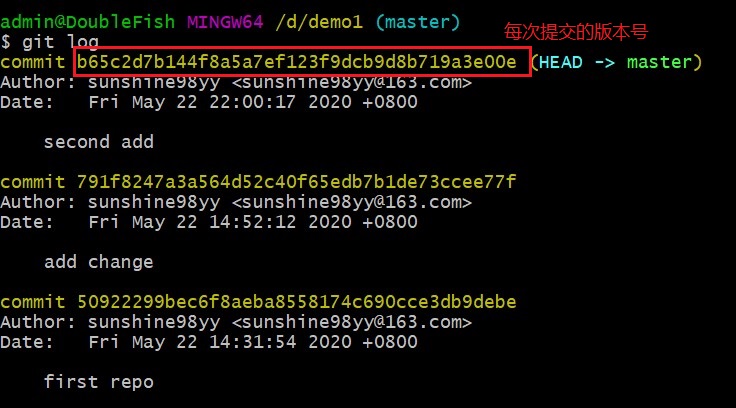 admin@DoubleFish MINGW64 /d/demo1 (master)
每次提交的版本号
$ git log
commit b65c2d7b144f8a5a7ef123f9dcb9d8b719a3e00e (HEAD -> master)
Author: sunshine98yy <sunshine98yy@163.com>
Date:   Fri May 22 22:00:17 2020 +0800
second add
commit 791f8247a3a564d52c40f65edb7b1de73ccee77f
Author: sunshine98yy <sunshine98yy@163.com>
Date:   Fri May 22 14:52:12 2020 +0800
add change
commit 50922299bec6f8aeba8558174c690cce3db9debe
Author: sunshine98yy <sunshine98yy@163.com>
Date:   Fri May 22 14:31:54 2020 +0800
first repo